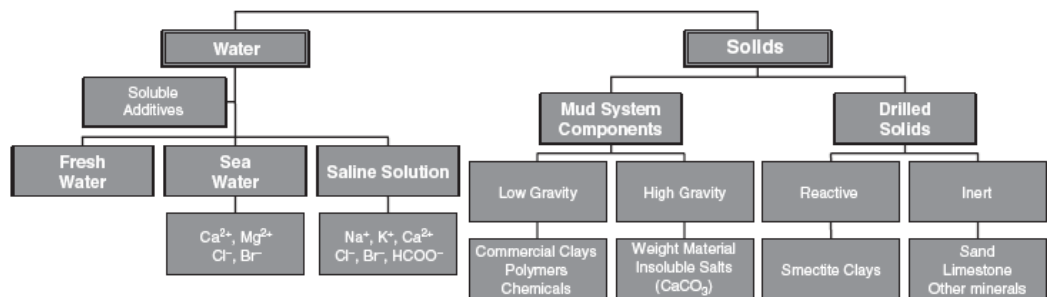 Water
Solids
Soluble
Additives
Mud System
Components
Drilled
Solids
Fresh
Water
Sea
Water
Saline Solution
Low Gravity
High Gravity
Reactive
Inert
Ca²⁺, Mg²⁺
Cl⁻, Br⁻
Na⁺, K⁺, Ca²⁺
Cl⁻, Br⁻, HCOO⁻
Commercial Clays
Polymers
Chemicals
Weight Material
Insoluble Salts
(CaCO₃)
Smectite Clays
Sand
Limestone
Other minerals